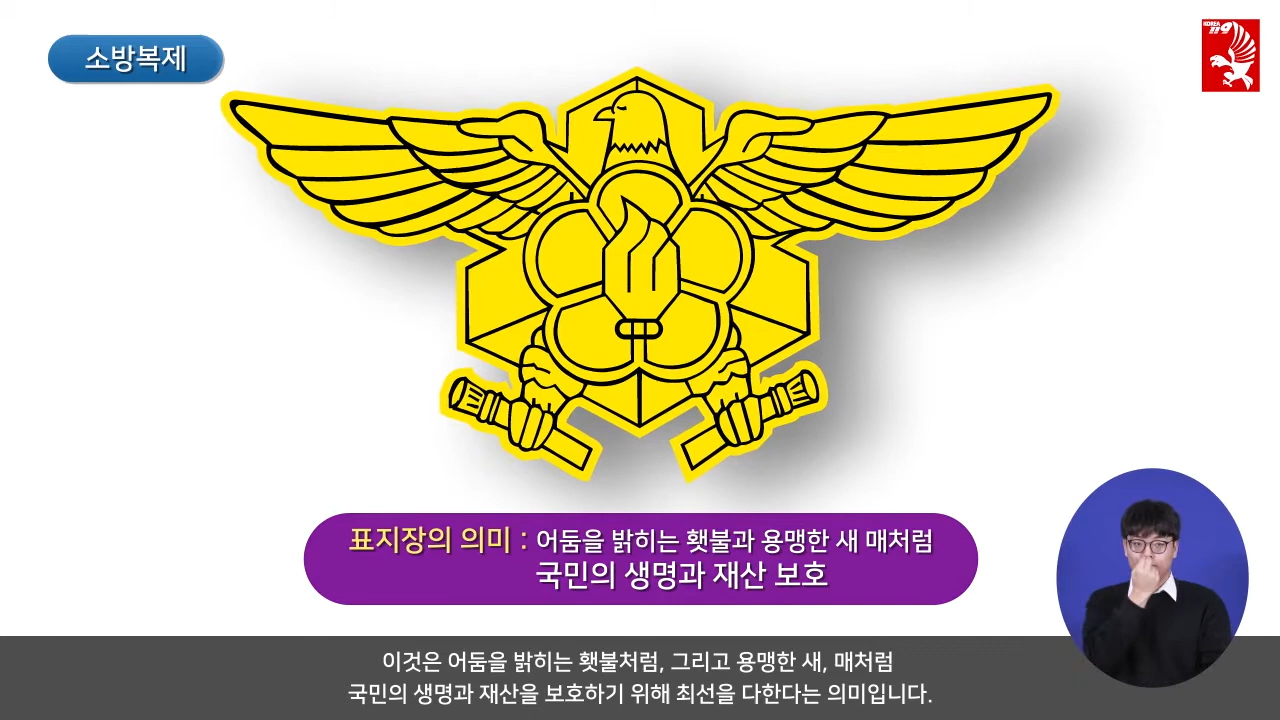 소방복제
KOREA
119
표지장의 의미 : 어둠을 밝히는 횃불과 용맹한 새 매처럼
국민의 생명과 재산 보호
이것은 어둠을 밝히는 횃불처럼, 그리고 용맹한 새, 매처럼
국민의 생명과 재산을 보호하기 위해 최선을 다한다는 의미입니다.